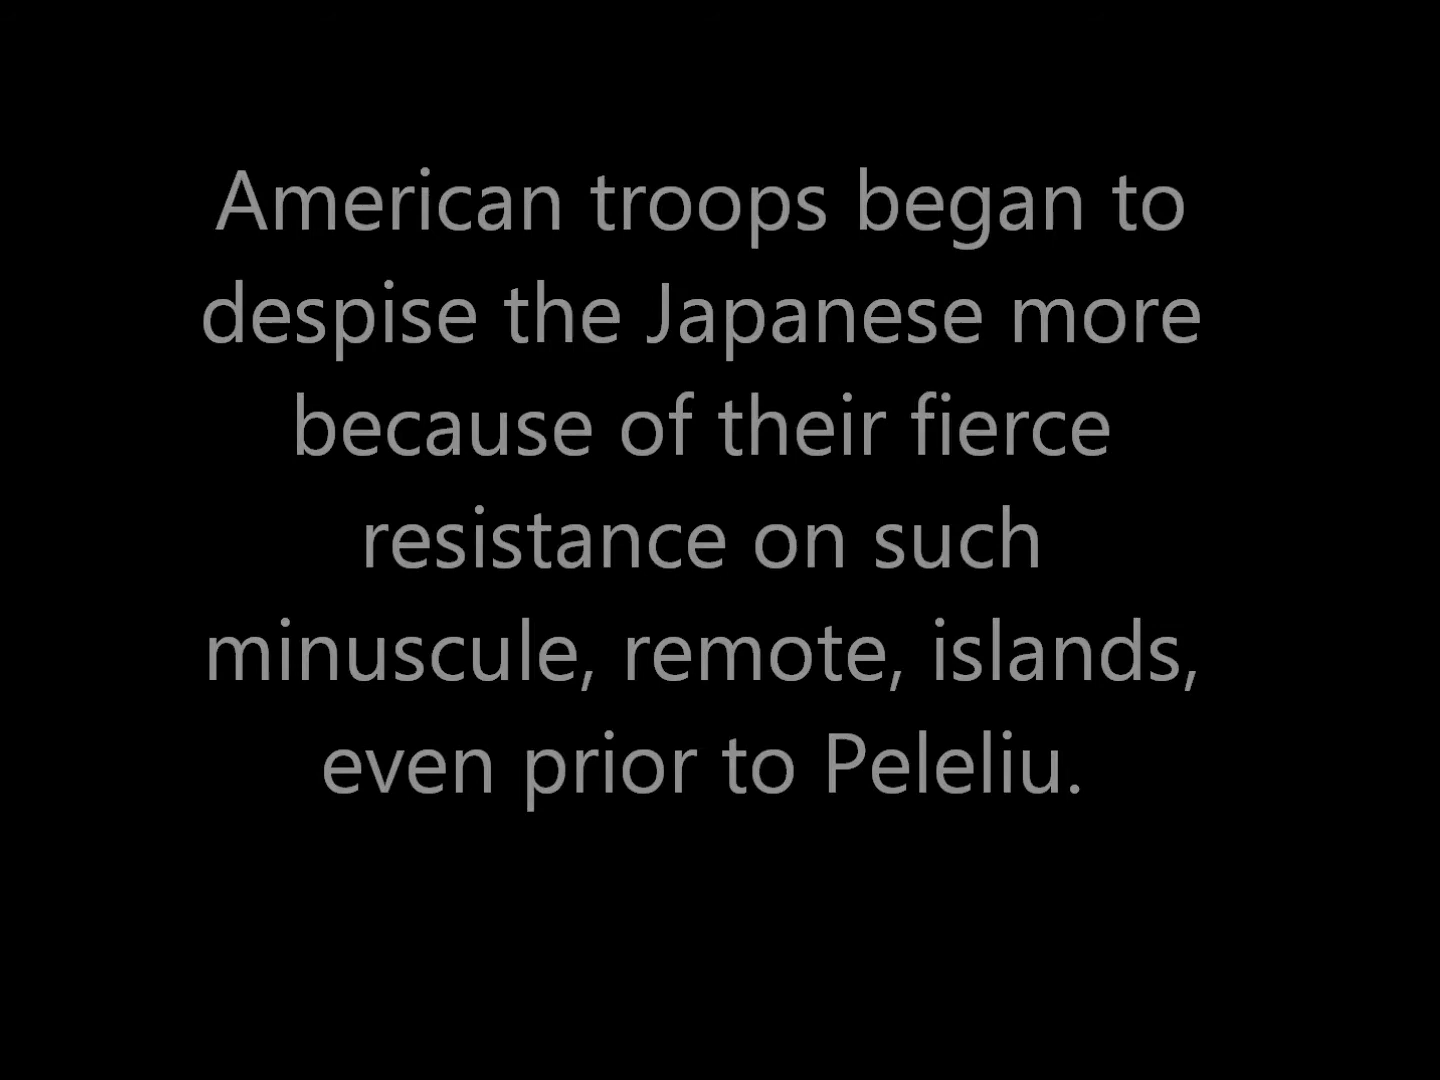 American troops began to
despise the Japanese more
because of their fierce
resistance on such
minuscule, remote, islands,
even prior to Peleliu.